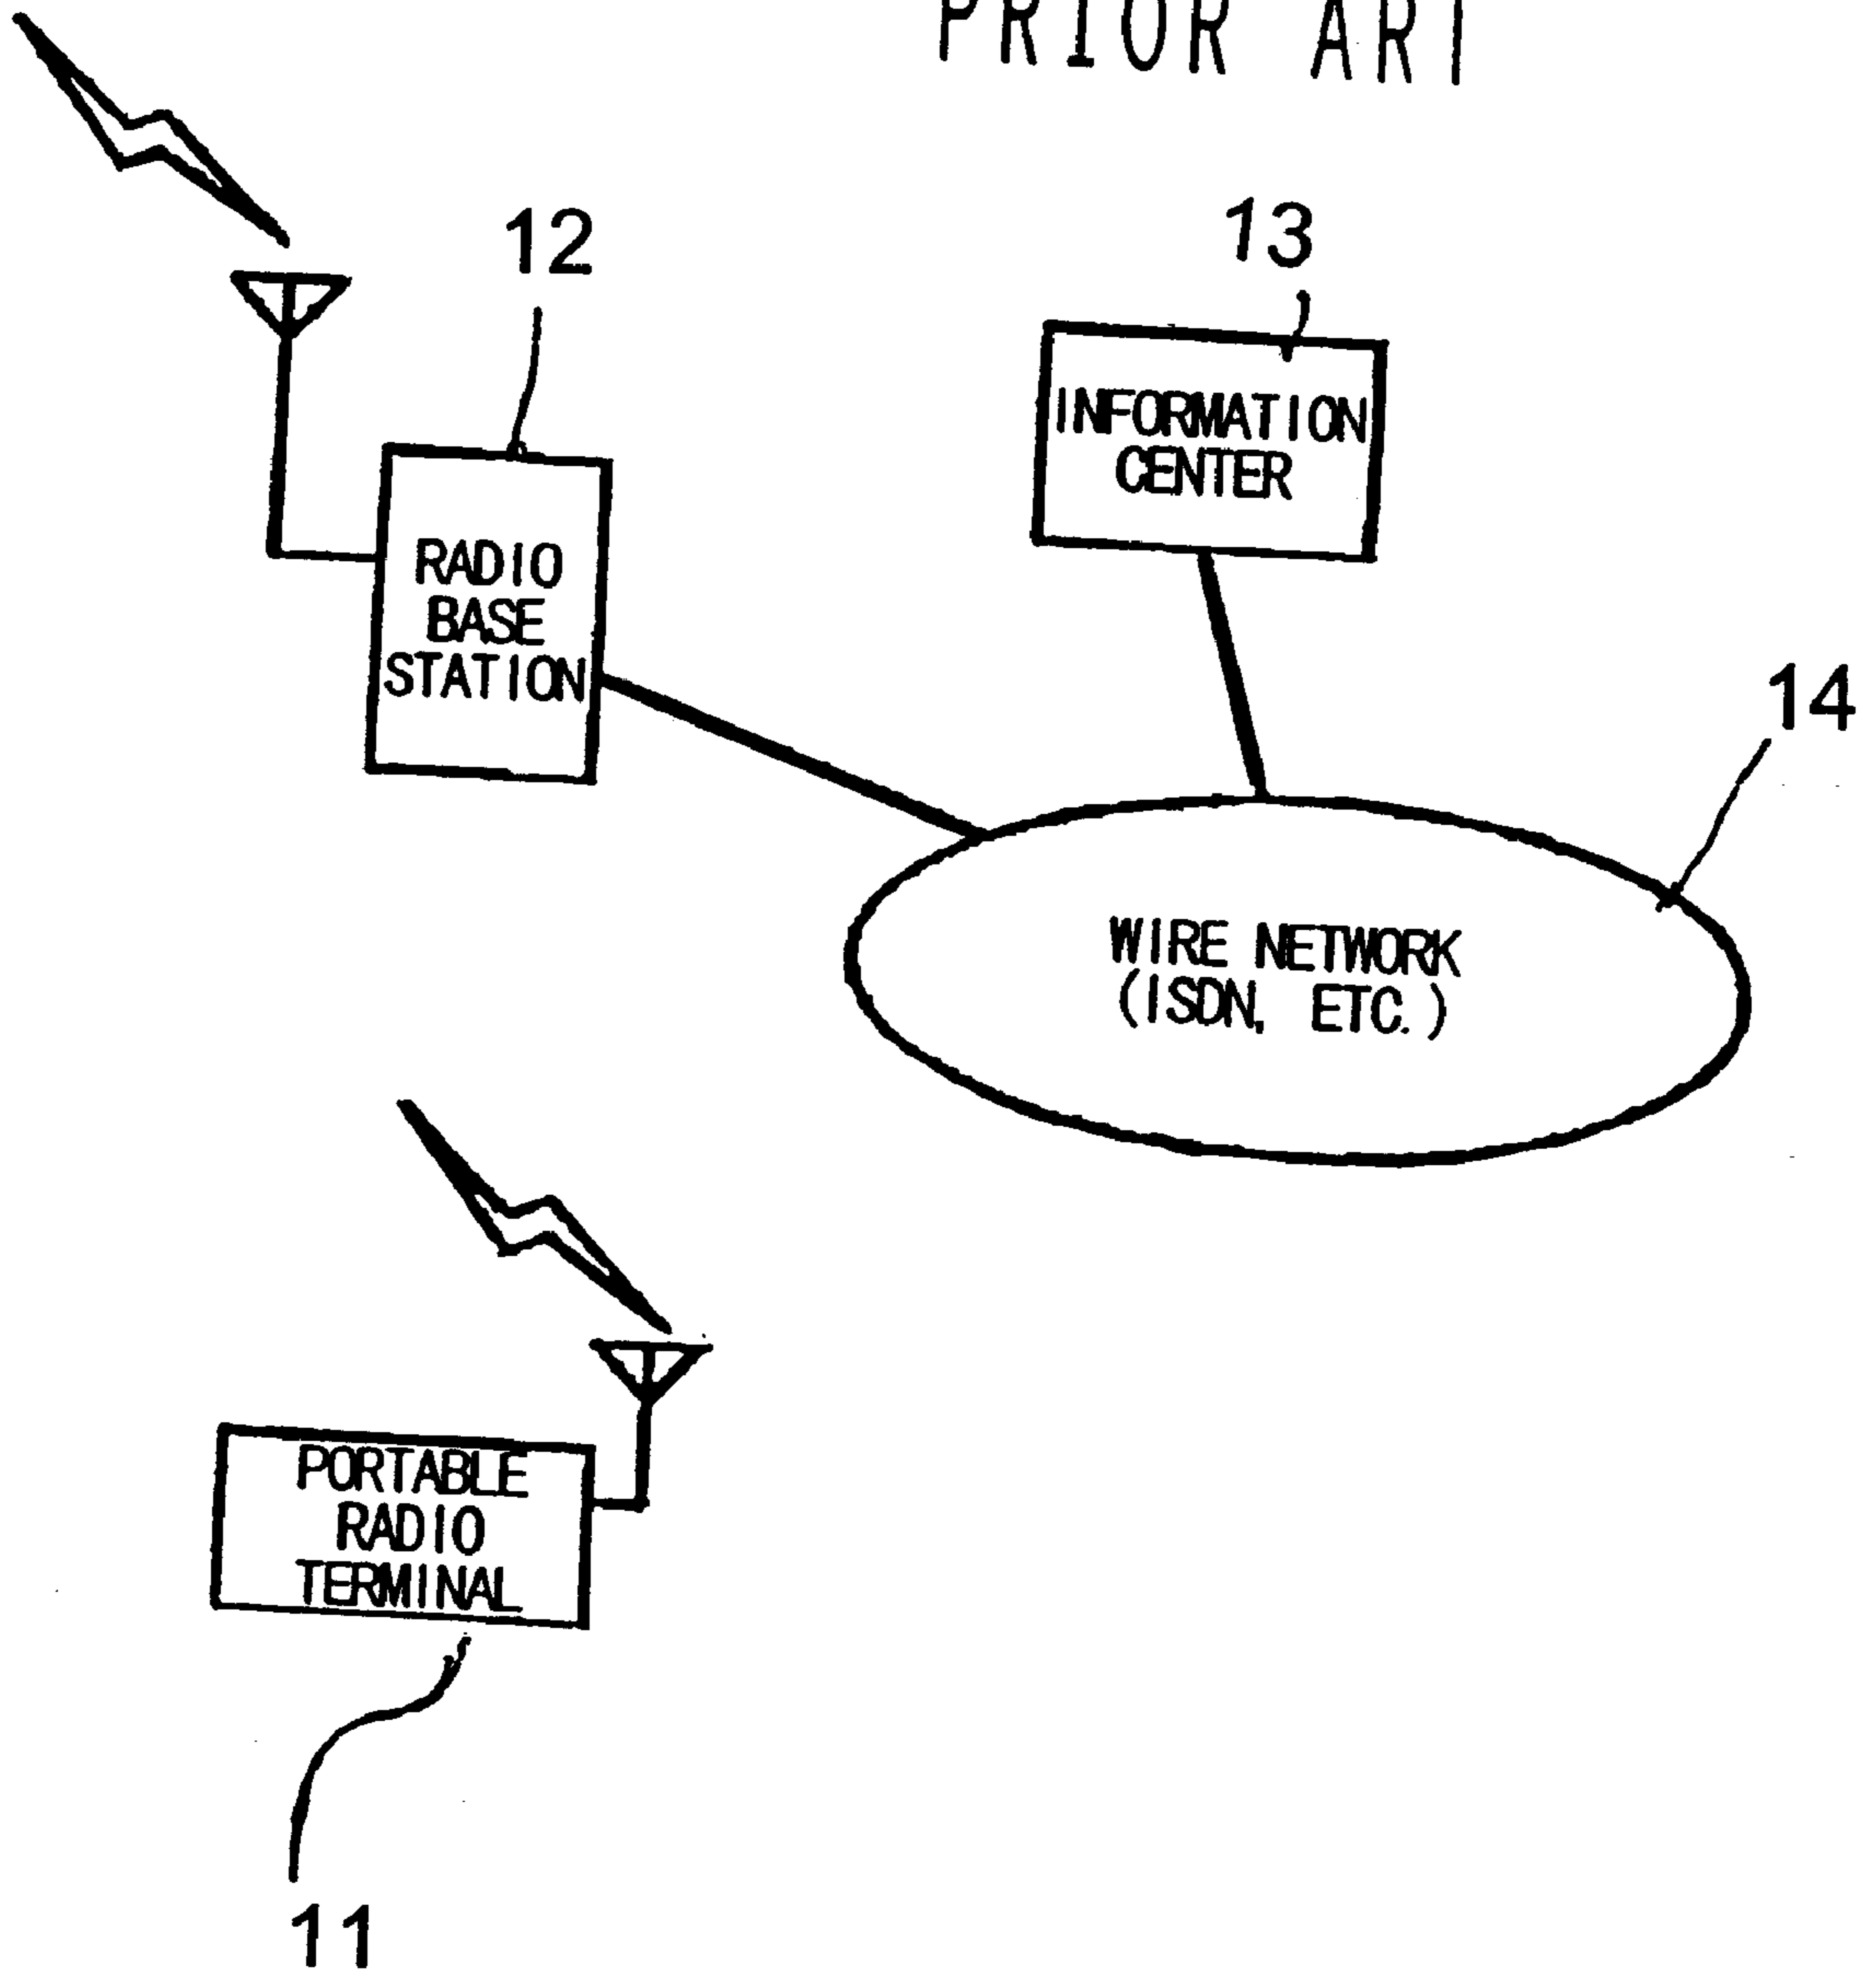 PRIOR ART
12
13
INFORMATION
CENTER
RADIO
BASE
STATION
14
WIRE NETWORK
(ISDN, ETC.)
PORTABLE
RADIO
TERMINAL
11